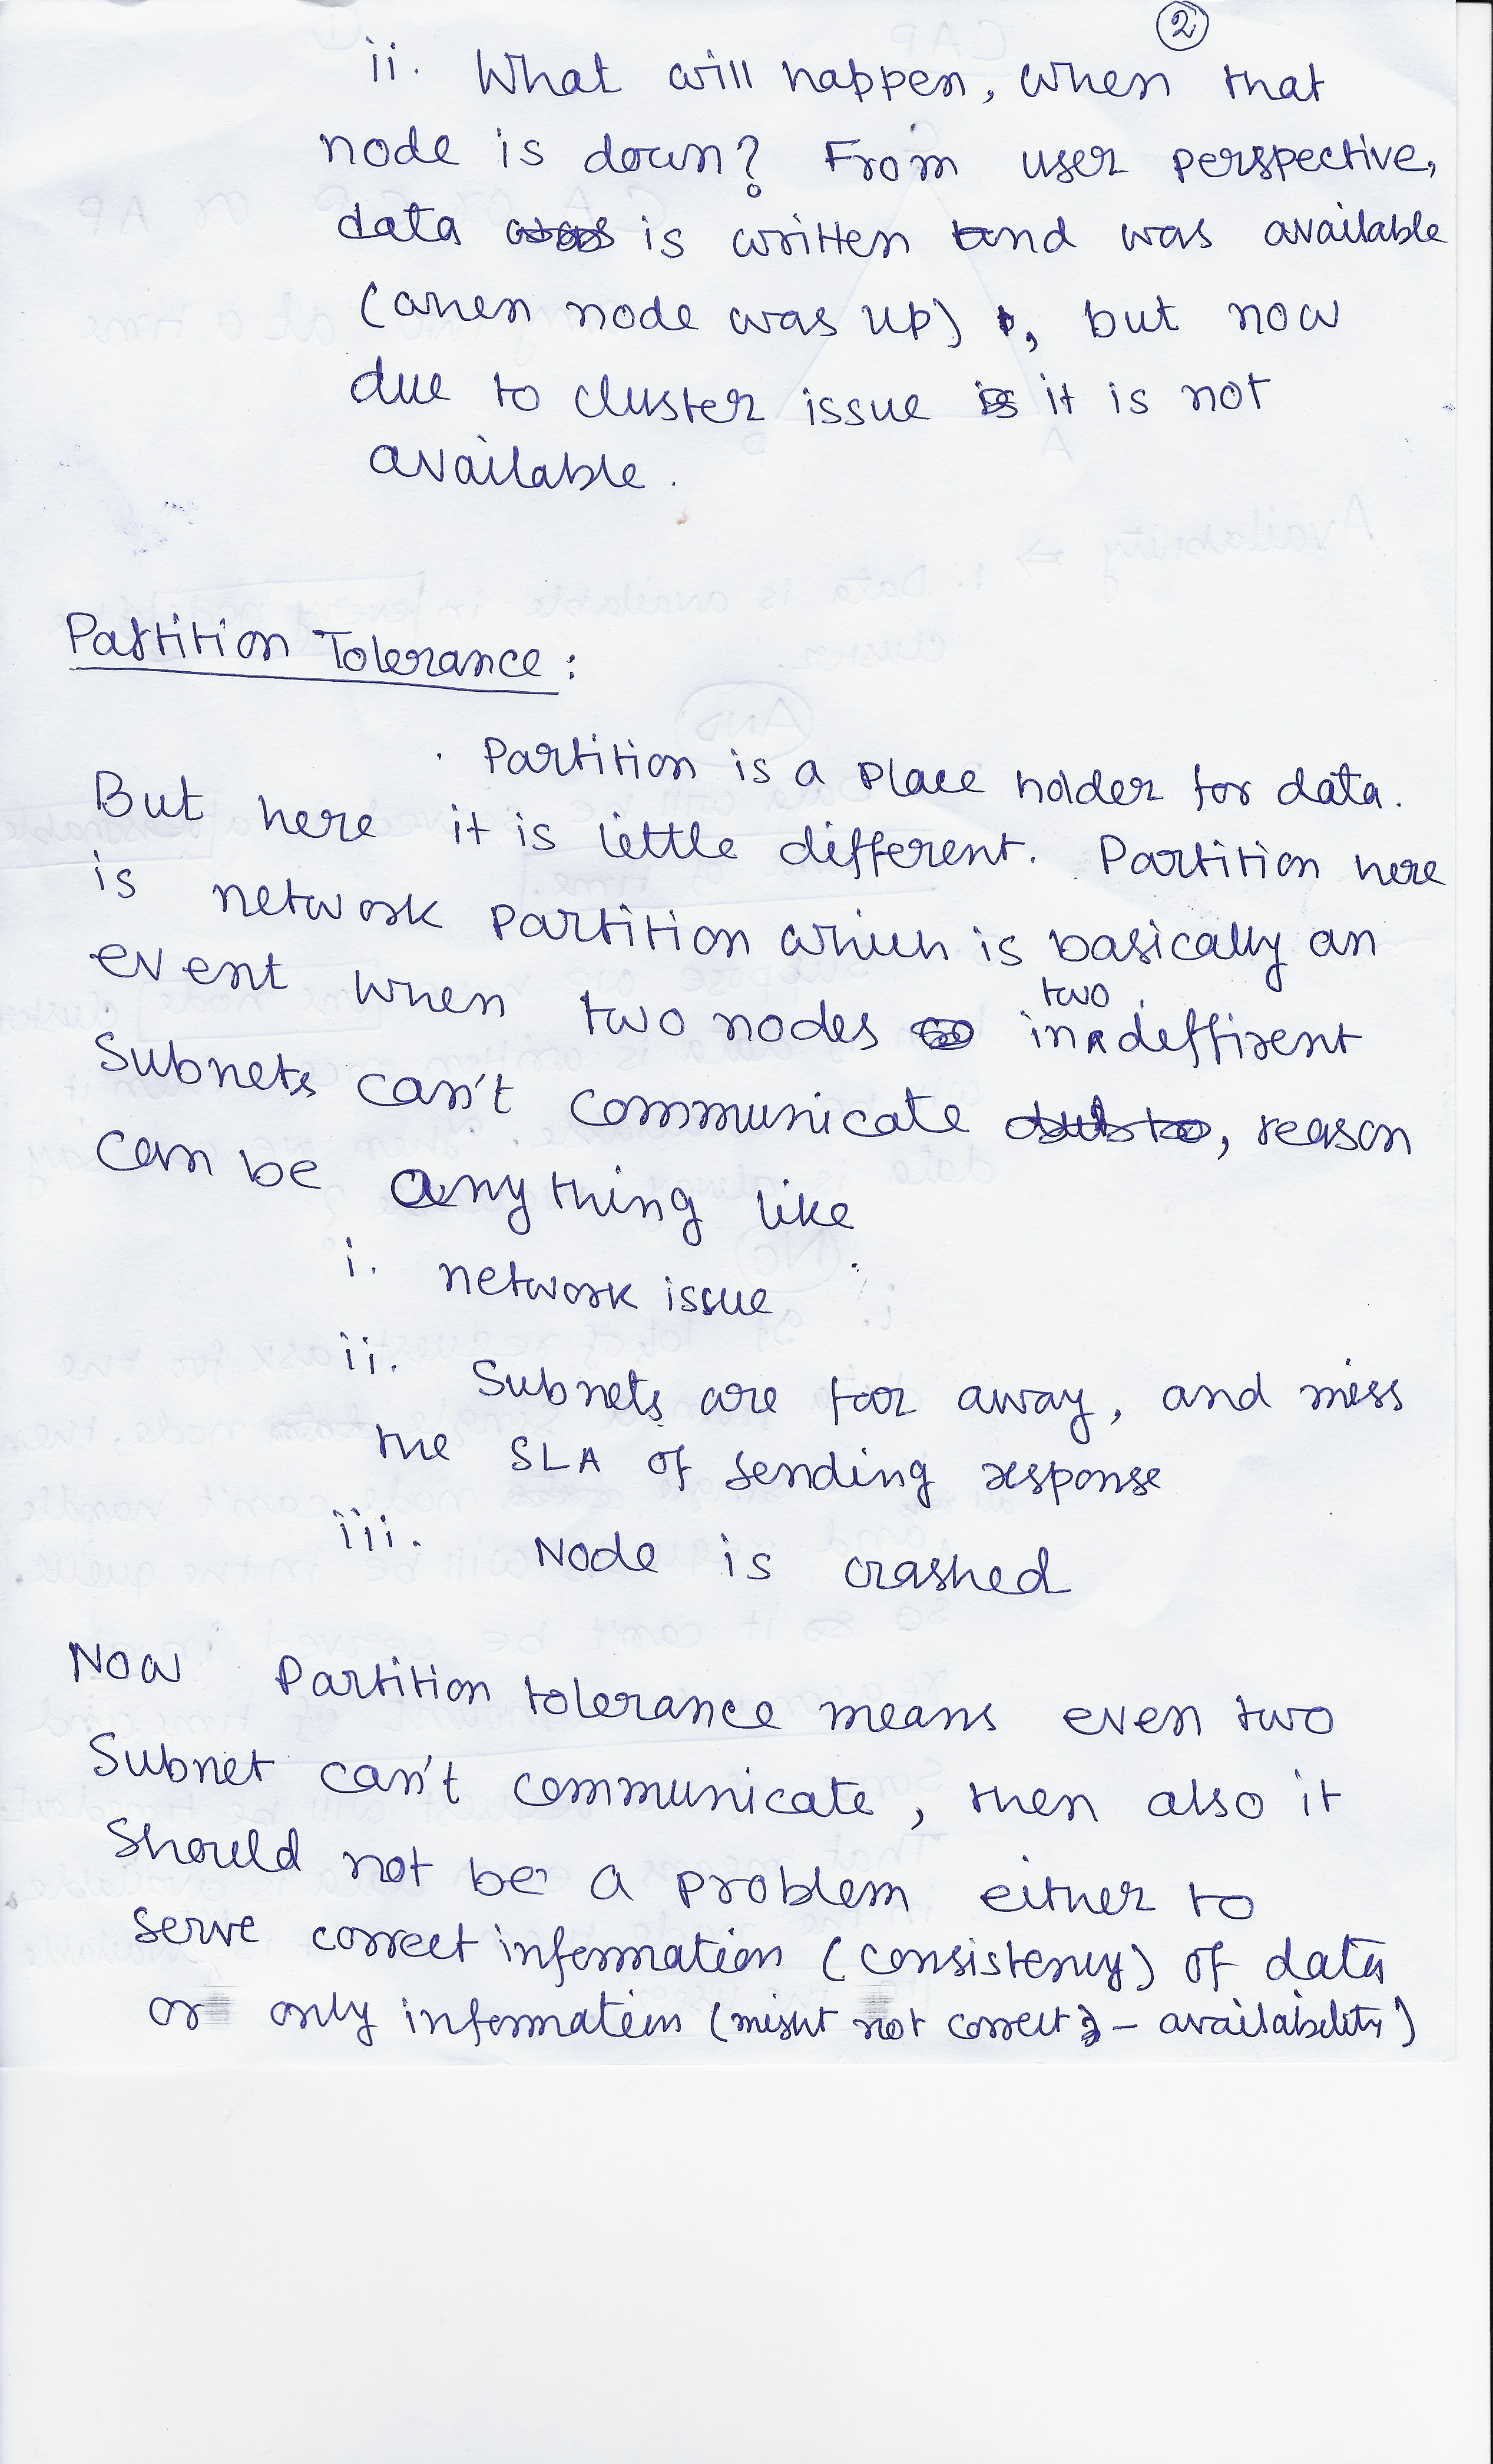 2
ii. What will happen, when that
node is down? From user perspective,
data is written and was available
(when node was up), but now
due to cluster issue it is not
available.
Partition Tolerance:
Partition is a place holder for data.
But here it is little different. Partition here
is network partition which is basically an
event when two nodes in two deffirent
Subnets can't communicate, reason
can be anything like
i. network issue
ii. Subnets are far away, and miss
the SLA of sending response
iii. Node is crashed
Now Partition tolerance means even two
Subnet can't communicate, then also it
should not be a problem either to
serve correct information (consistency) of data
or only information (might not correct - availability)